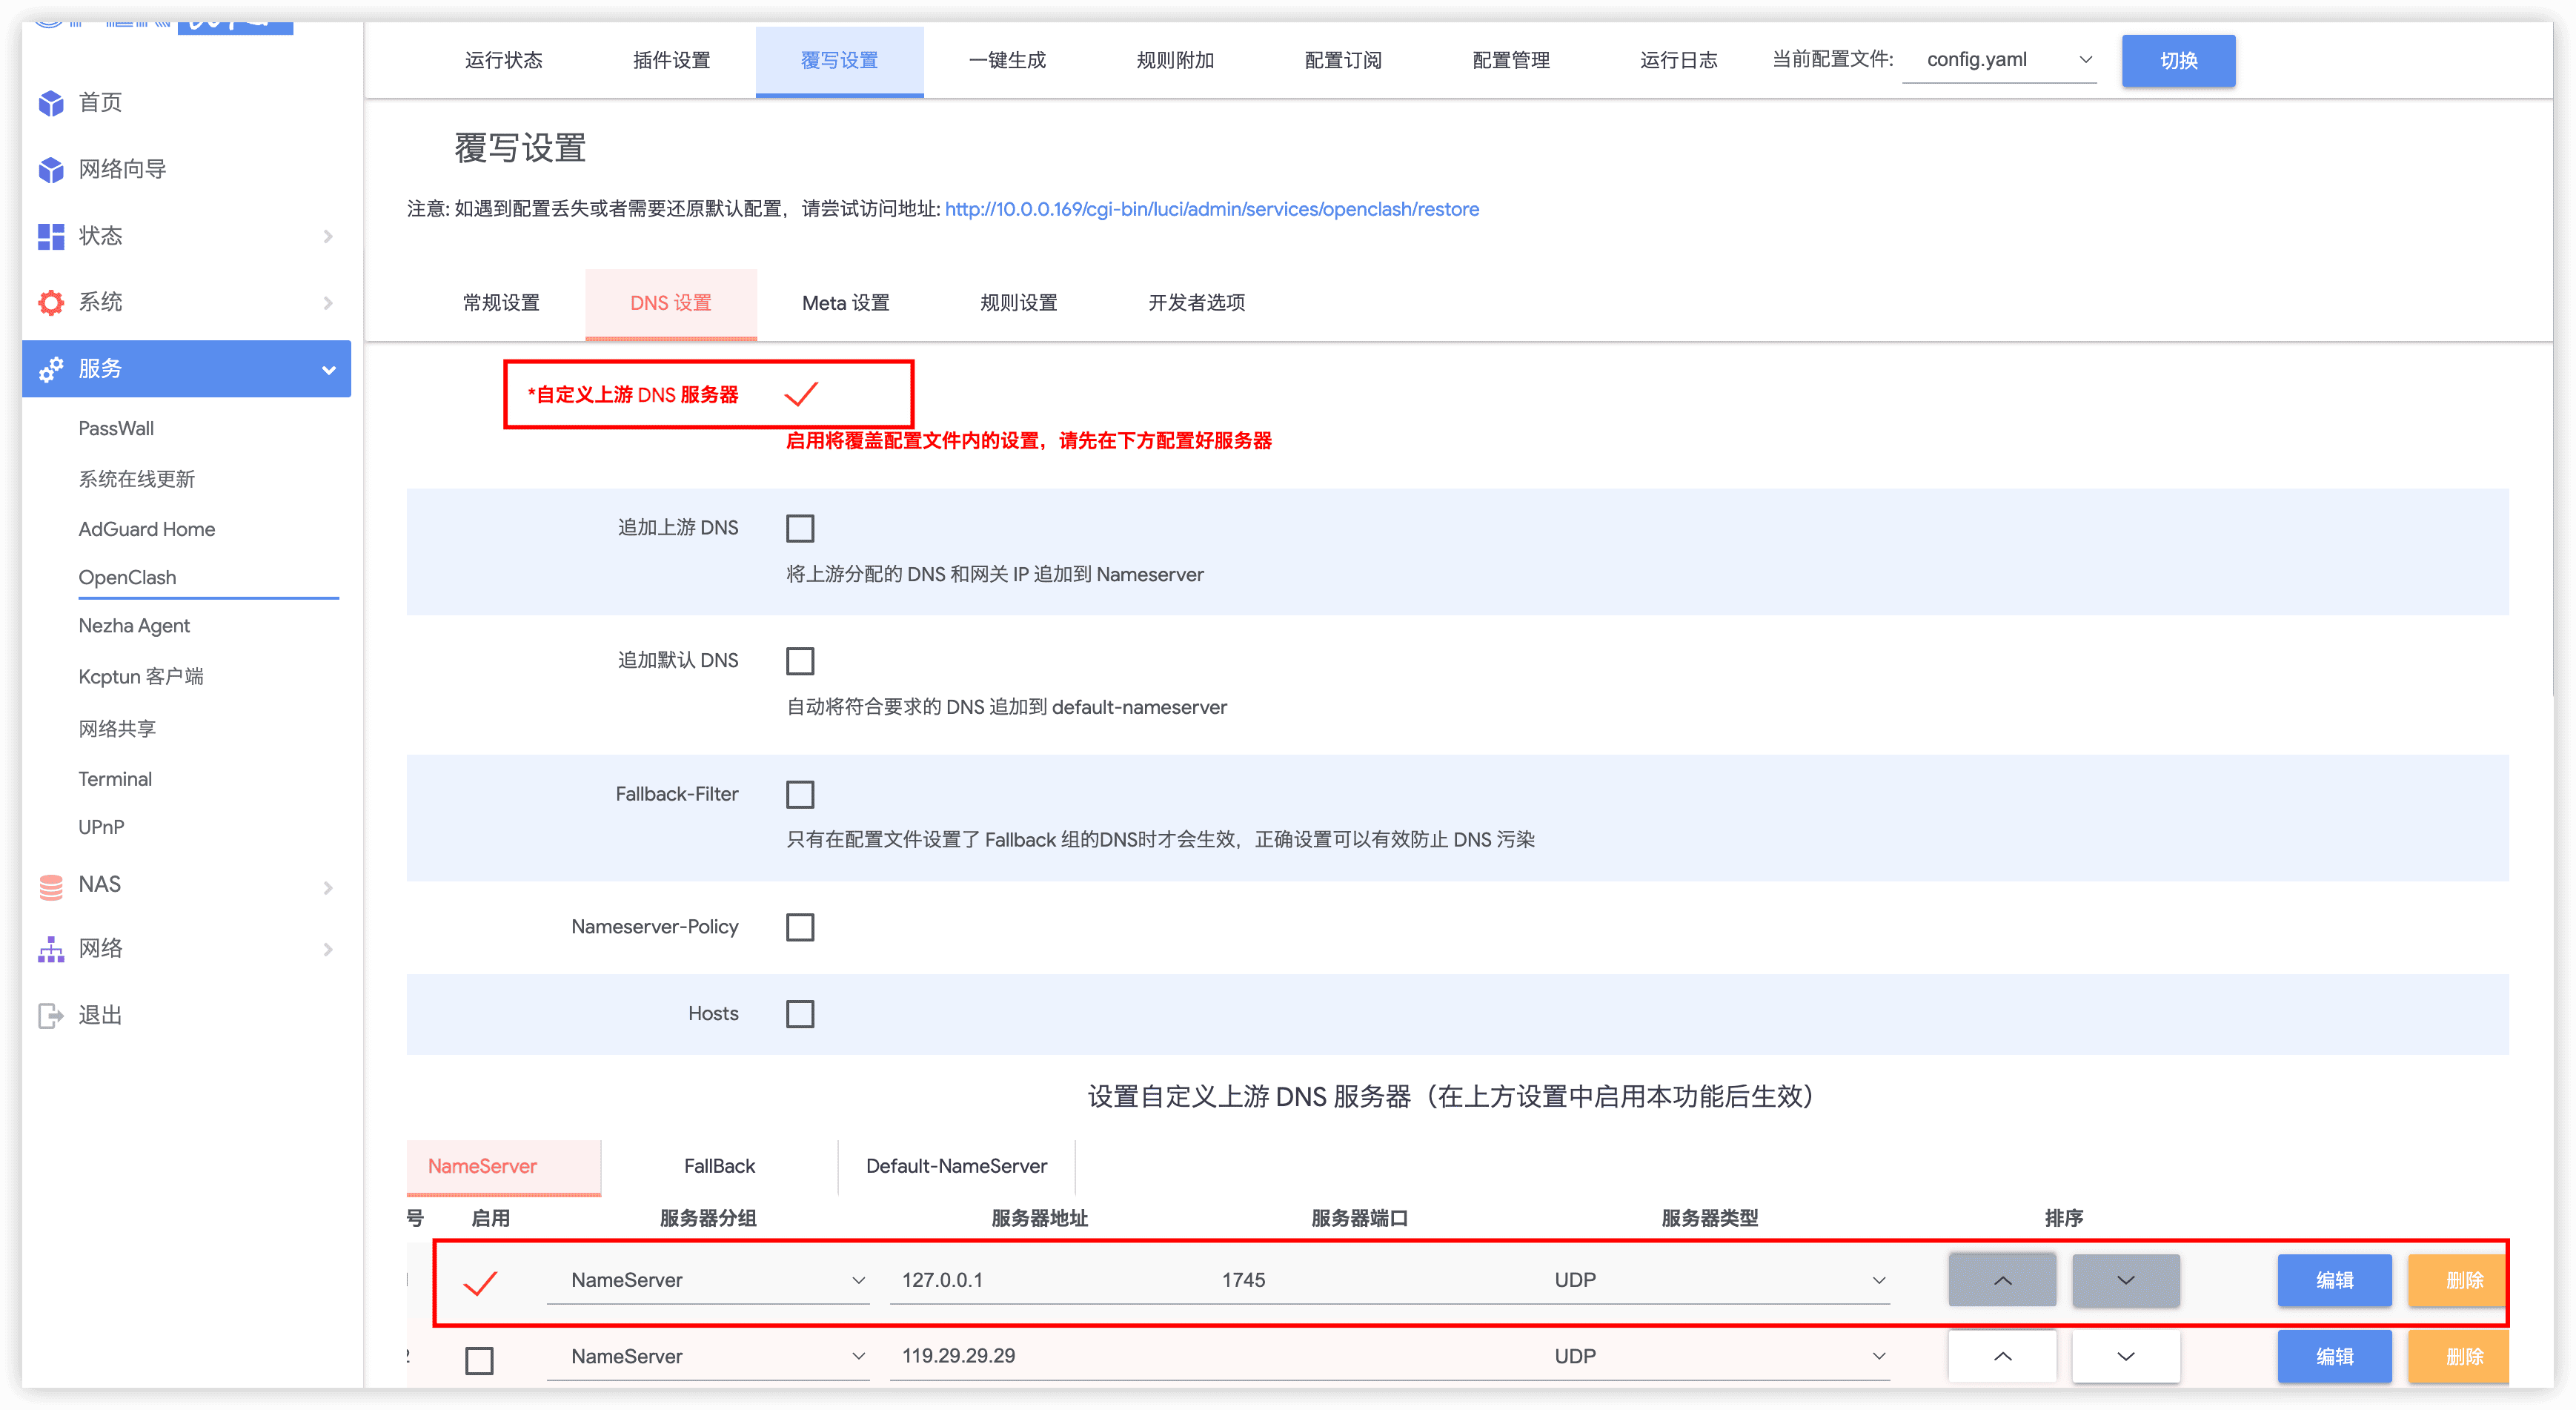 运行状态
插件设置
覆写设置
一键生成
规则附加
配置订阅
配置管理
运行日志
当前配置文件:
config.yaml
切换
首页
网络向导
状态
系统
服务
PassWall
系统在线更新
AdGuard Home
OpenClash
Nezha Agent
Kcptun 客户端
网络共享
Terminal
UPnP
NAS
网络
退出
覆写设置
注意: 如遇到配置丢失或者需要还原默认配置，请尝试访问地址: http://10.0.0.169/cgi-bin/luci/admin/services/openclash/restore
常规设置
DNS 设置
Meta 设置
规则设置
开发者选项
*自定义上游 DNS 服务器
启用将覆盖配置文件内的设置，请先在下方配置好服务器
追加上游 DNS
将上游分配的 DNS 和网关 IP 追加到 Nameserver
追加默认 DNS
自动将符合要求的 DNS 追加到 default-nameserver
Fallback-Filter
只有在配置文件设置了 Fallback 组的DNS时才会生效，正确设置可以有效防止 DNS 污染
Nameserver-Policy
Hosts
设置自定义上游 DNS 服务器（在上方设置中启用本功能后生效）
NameServer
FallBack
Default-NameServer
号 启用 服务器分组 服务器地址 服务器端口 服务器类型 排序
NameServer 127.0.0.1 1745 UDP 编辑 删除
2 NameServer 119.29.29.29 UDP 编辑 删除